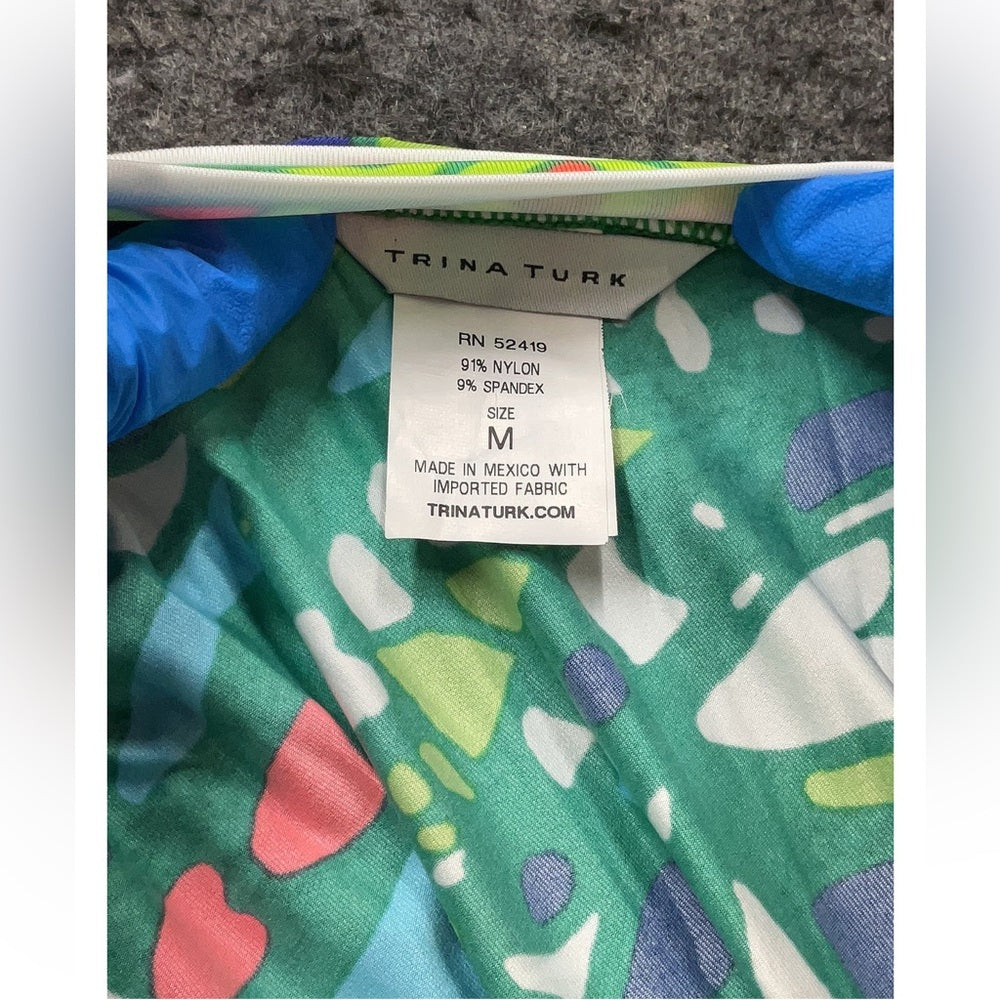 TRINA TURK
RN 52419
91% NYLON
9% SPANDEX
SIZE
M
MADE IN MEXICO WITH
IMPORTED FABRIC
TRINATURK.COM